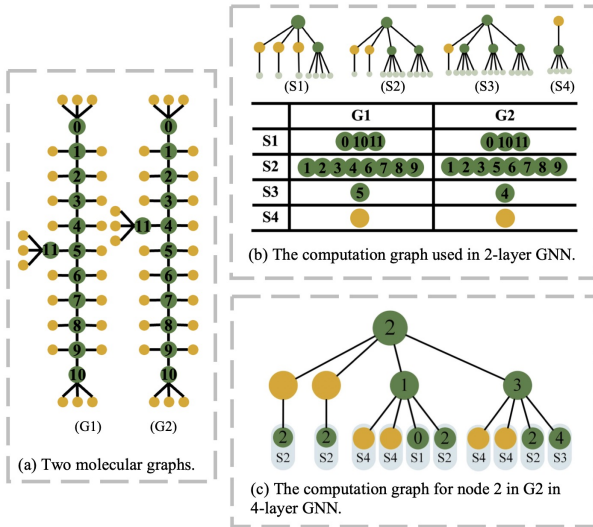 0 0
1 1
2 2
3 3
4 11 4
11 5 5
6 6
7 7
8 8
9 9
10 10
(G1) (G2)
(a) Two molecular graphs.
(S1) (S2) (S3) (S4)
G1 G2
S1 0 10 11 0 10 11
S2 1 2 3 4 6 7 8 9 1 2 3 5 6 7 8 9
S3 5 4
S4
(b) The computation graph used in 2-layer GNN.
2
1 3
2 2 0 2 2 4
S2 S2 S4 S4 S1 S2 S4 S4 S2 S3
(c) The computation graph for node 2 in G2 in
4-layer GNN.